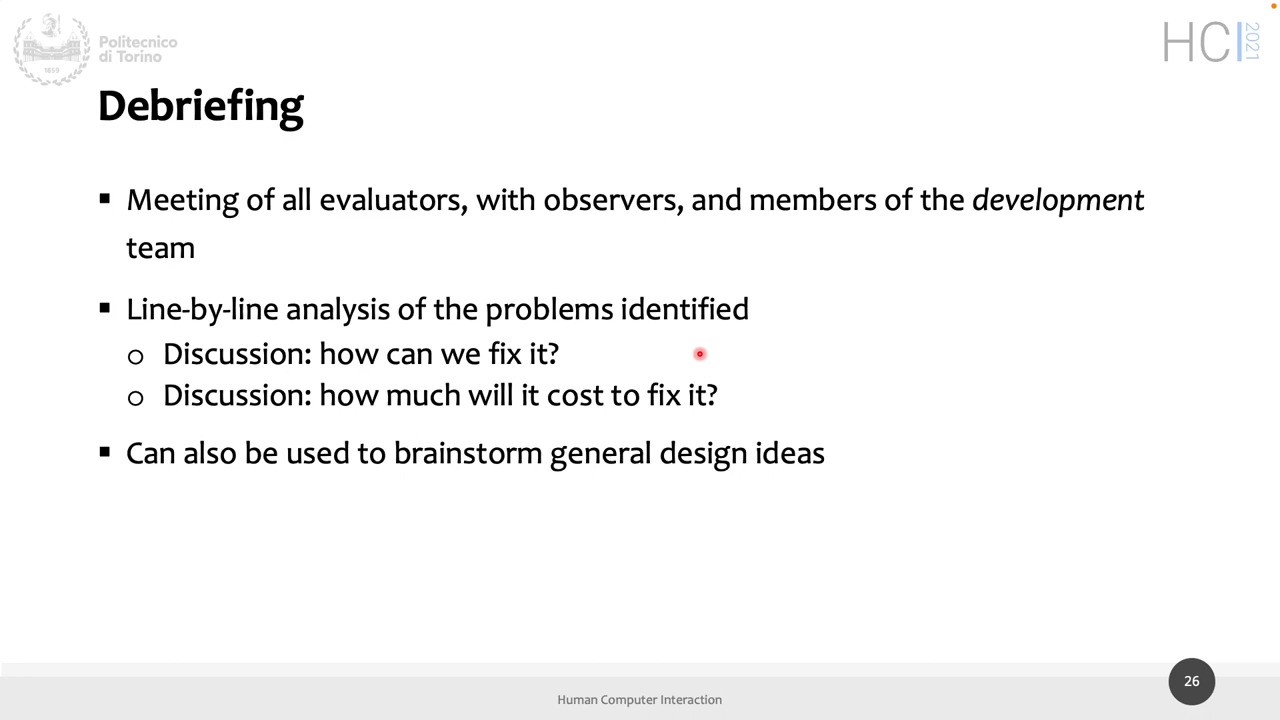 Politecnico
di Torino
1859
HCI 2021
Debriefing
▪ Meeting of all evaluators, with observers, and members of the development
team
▪ Line-by-line analysis of the problems identified
o Discussion: how can we fix it?
o Discussion: how much will it cost to fix it?
▪ Can also be used to brainstorm general design ideas
Human Computer Interaction
26